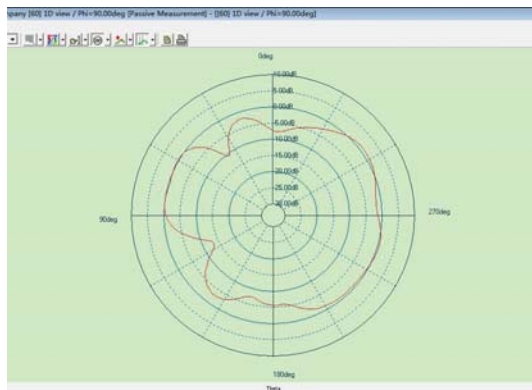 mpany [60] 1D view / Phi=90.00deg [Passive Measurement] - [[60] 1D view / Phi=90.00deg]
0deg
10.00dB
5.00dB
0.00dB
-5.00dB
-10.00dB
-15.00dB
-20.00dB
-25.00dB
-30.00dB
90deg
270deg
180deg
Theta